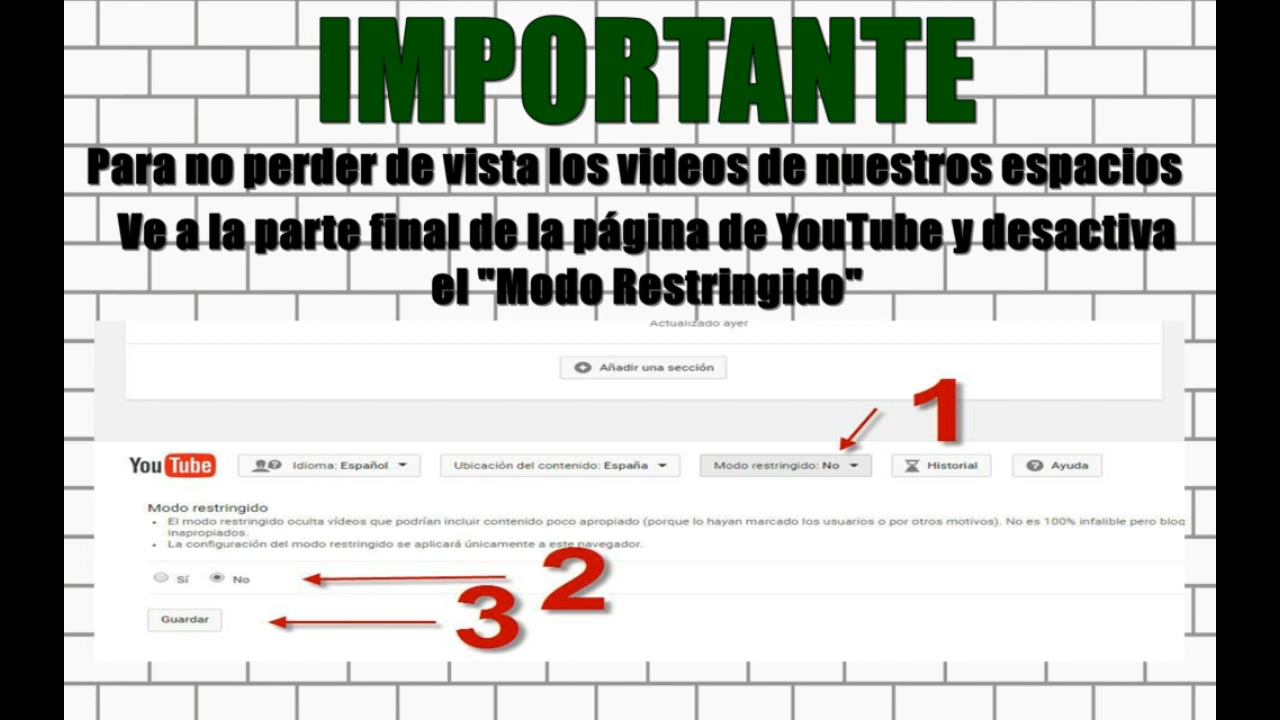 IMPORTANTE
Para no perder de vista los videos de nuestros espacios
Ve a la parte final de la página de YouTube y desactiva
el "Modo Restringido"
Actualizado ayer
Añadir una sección
1
YouTube Idioma: Español Ubicación del contenido: España Modo restringido: No Historial Ayuda
Modo restringido
El modo restringido oculta vídeos que podrían incluir contenido poco apropiado (porque lo hayan marcado los usuarios o por otros motivos). No es 100% infalible pero bloq
inapropiados.
La configuración del modo restringido se aplicará únicamente a este navegador.
Sí No
2
Guardar
3